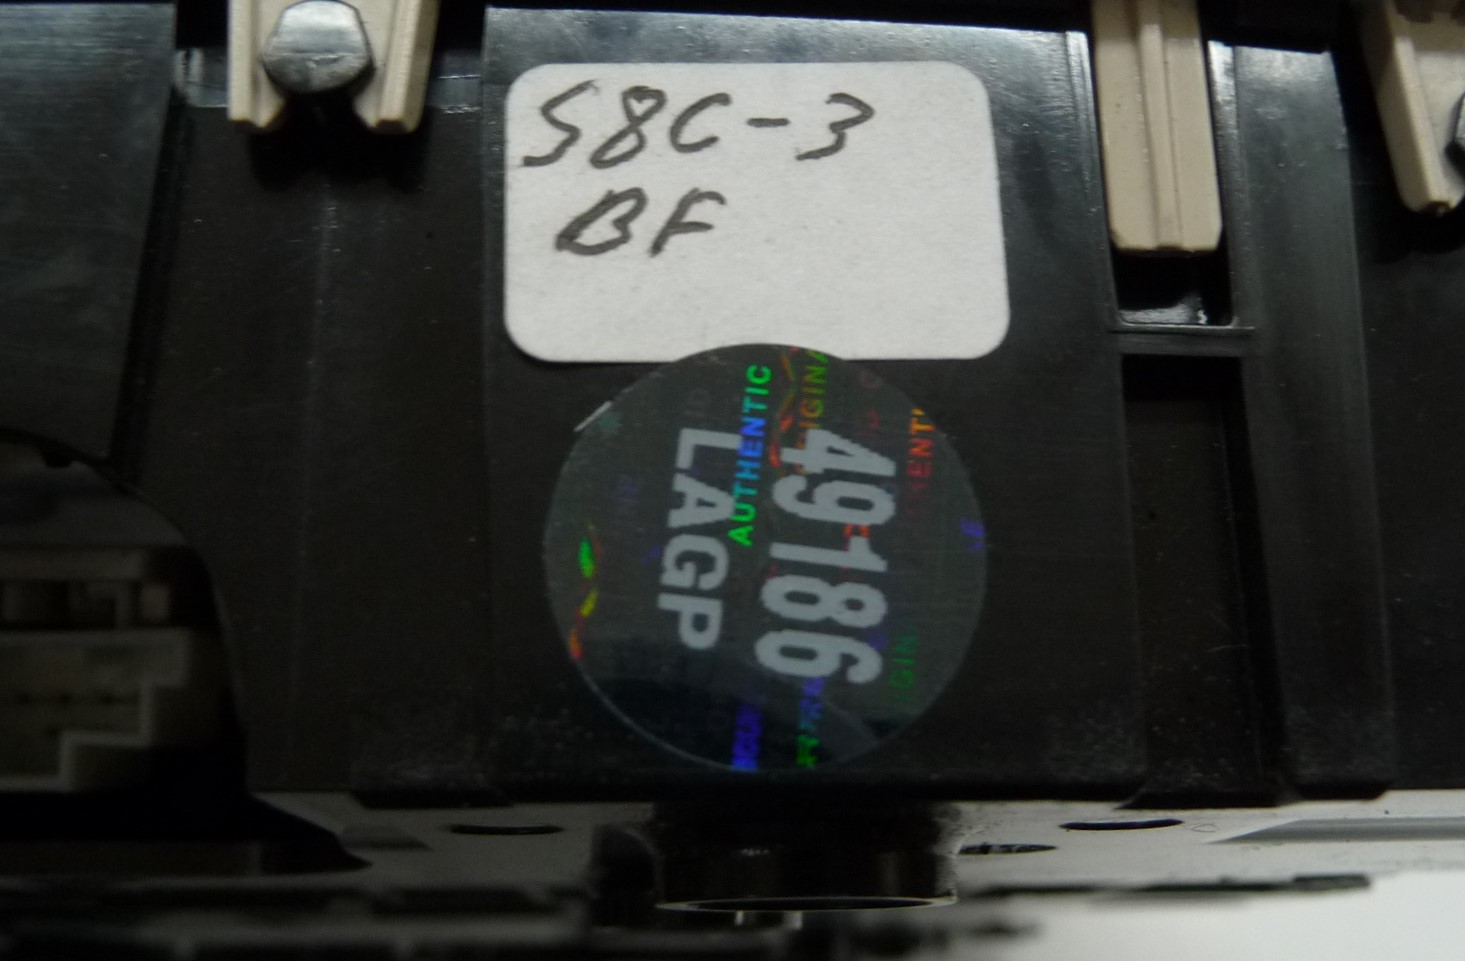 S8C-3
BF
49186
LAGP
AUTHENTIC